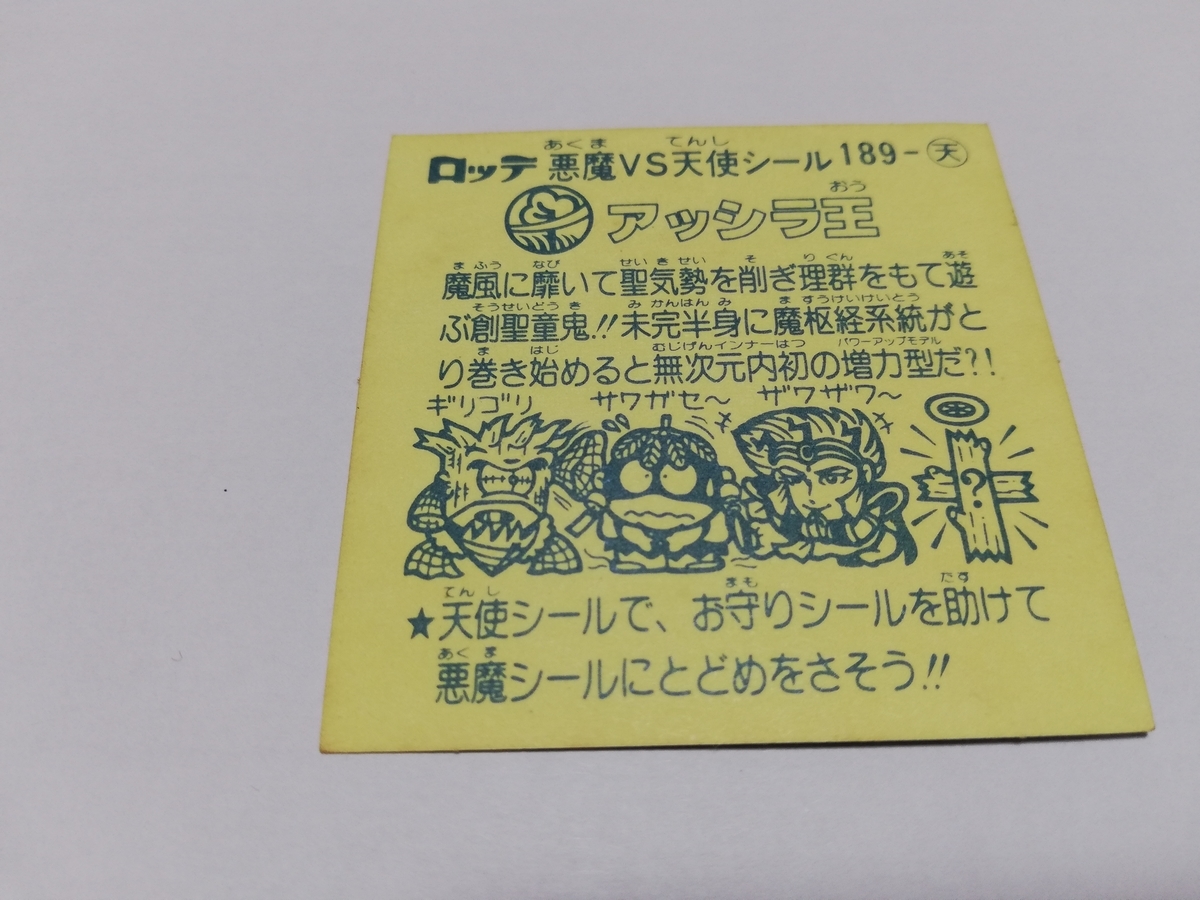 ロッテ 悪魔VS天使シール 189-天
アッシラ王
魔風に靡いて聖気勢を削ぎ理群をもて遊
ぶ創聖童鬼!!未完半身に魔枢経系統がと
り巻き始めると無次元内初の増力型だ?!
ギリゴリ サワガセ〜 ザワザワ〜
?
★天使シールで、お守りシールを助けて
悪魔シールにとどめをさそう!!